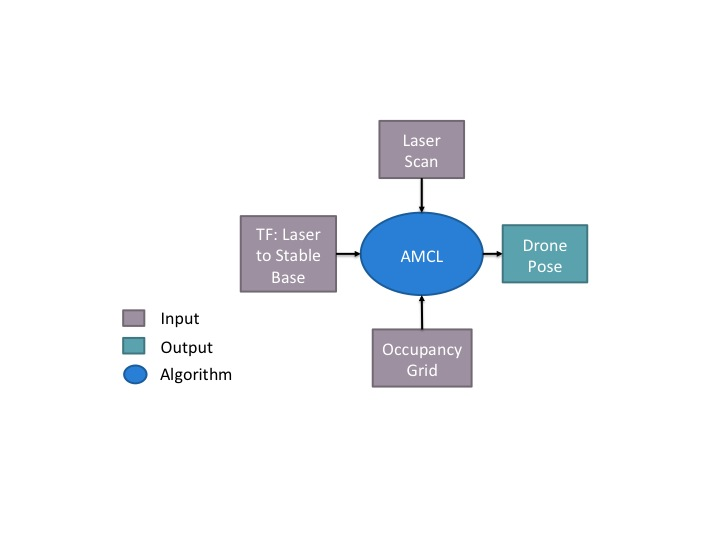 Laser
Scan
TF: Laser
to Stable
Base
AMCL
Drone
Pose
Occupancy
Grid
Input
Output
Algorithm